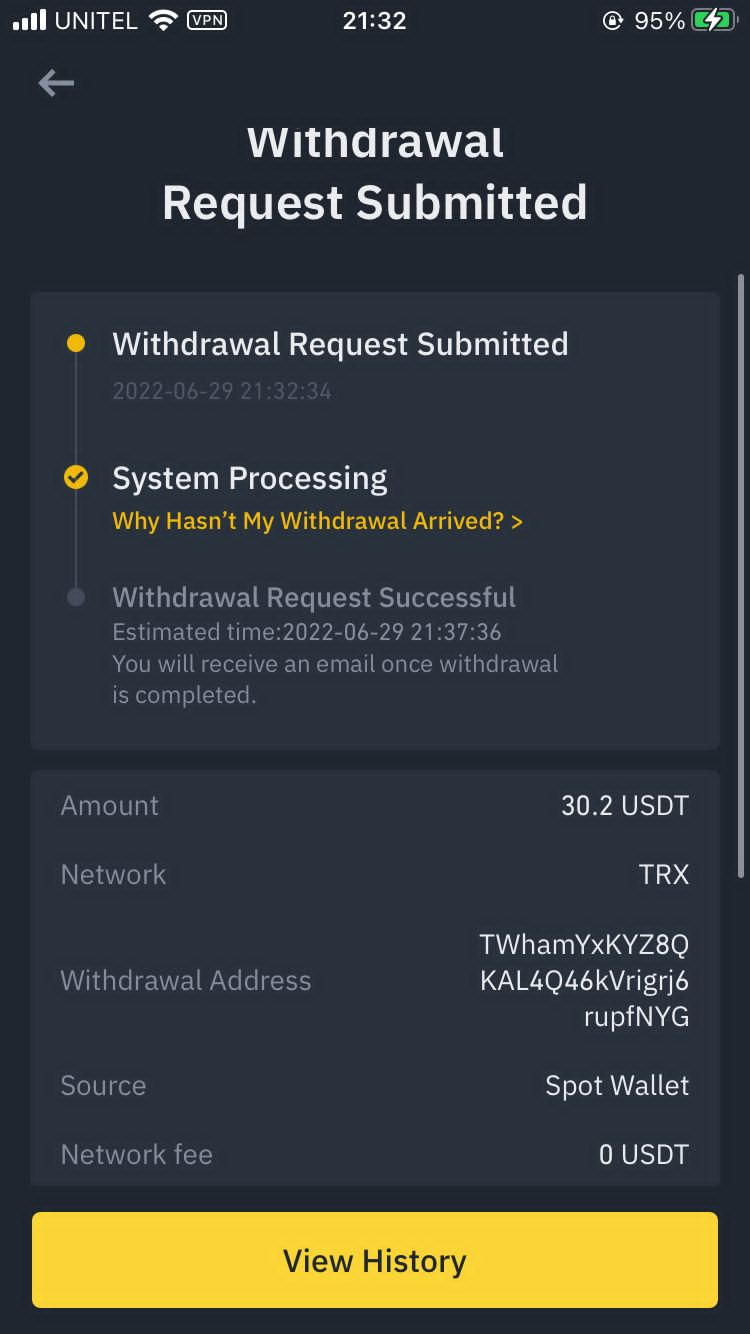 UNITEL VPN 21:32 95%
Withdrawal
Request Submitted
Withdrawal Request Submitted
2022-06-29 21:32:34
System Processing
Why Hasn’t My Withdrawal Arrived? >
Withdrawal Request Successful
Estimated time:2022-06-29 21:37:36
You will receive an email once withdrawal
is completed.
Amount 30.2 USDT
Network TRX
TWhamYxKYZ8Q
Withdrawal Address KAL4Q46kVrigrj6
rupfNYG
Source Spot Wallet
Network fee 0 USDT
View History